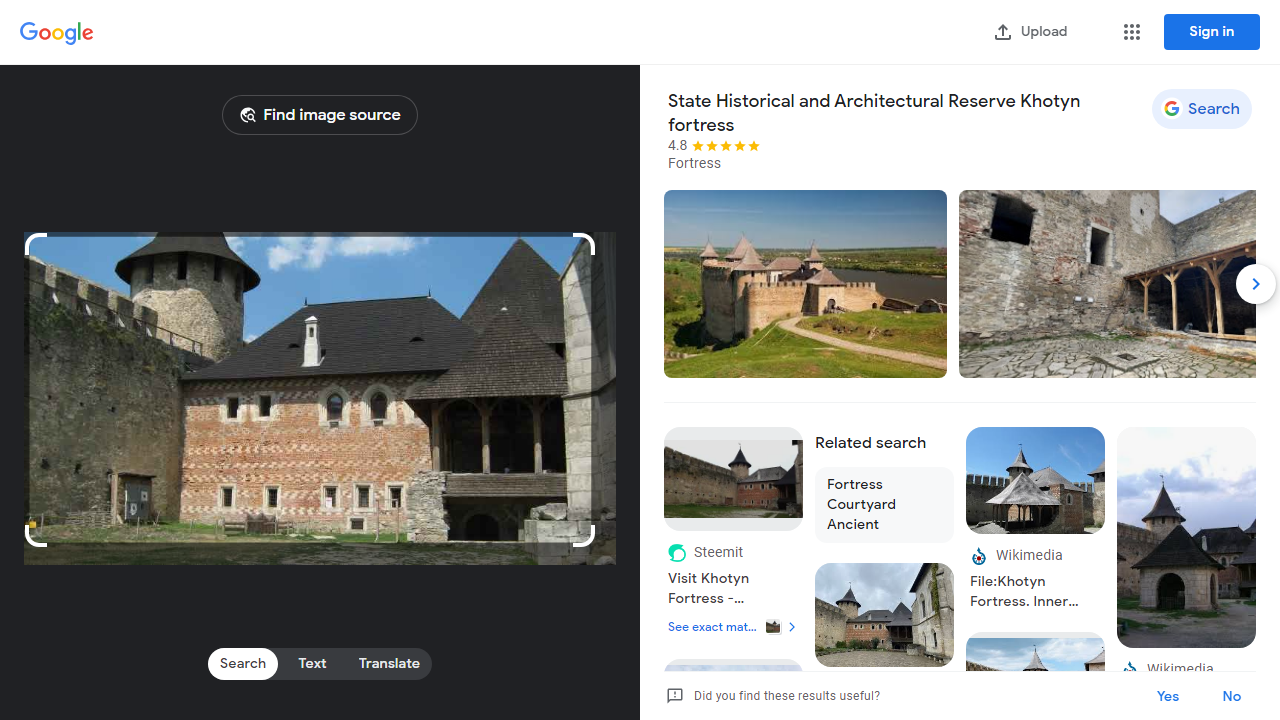 Google
Upload
Sign in
Find image source
State Historical and Architectural Reserve Khotyn
fortress
4.8
Fortress
Search
Related search
Fortress
Courtyard
Ancient
Steemit
Visit Khotyn
Fortress -...
See exact mat...
Wikimedia
File:Khotyn
Fortress. Inner...
Wikimedia
Search
Text
Translate
Did you find these results useful?
Yes
No